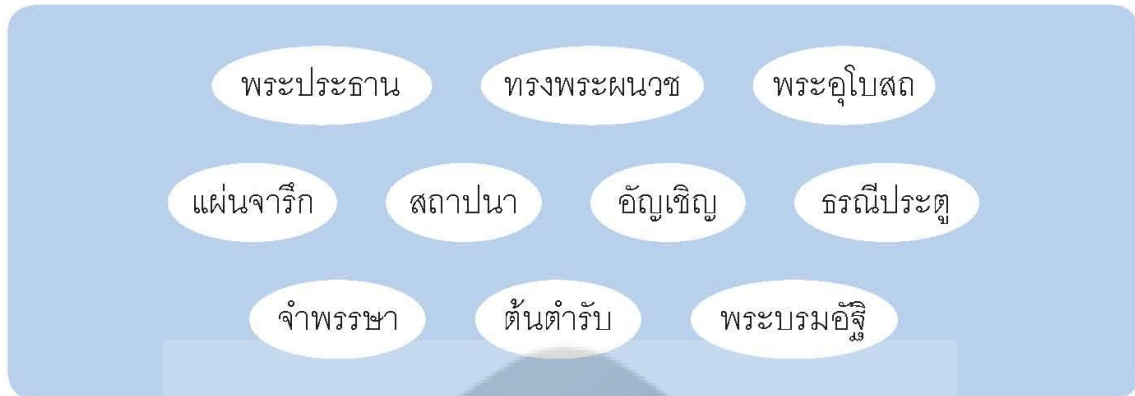 พระประธาน ทรงพระผนวช พระอุโบสถ
แผ่นจารึก สถาปนา อัญเชิญ ธรณีประตู
จำพรรษา ต้นตำรับ พระบรมอัฐิ